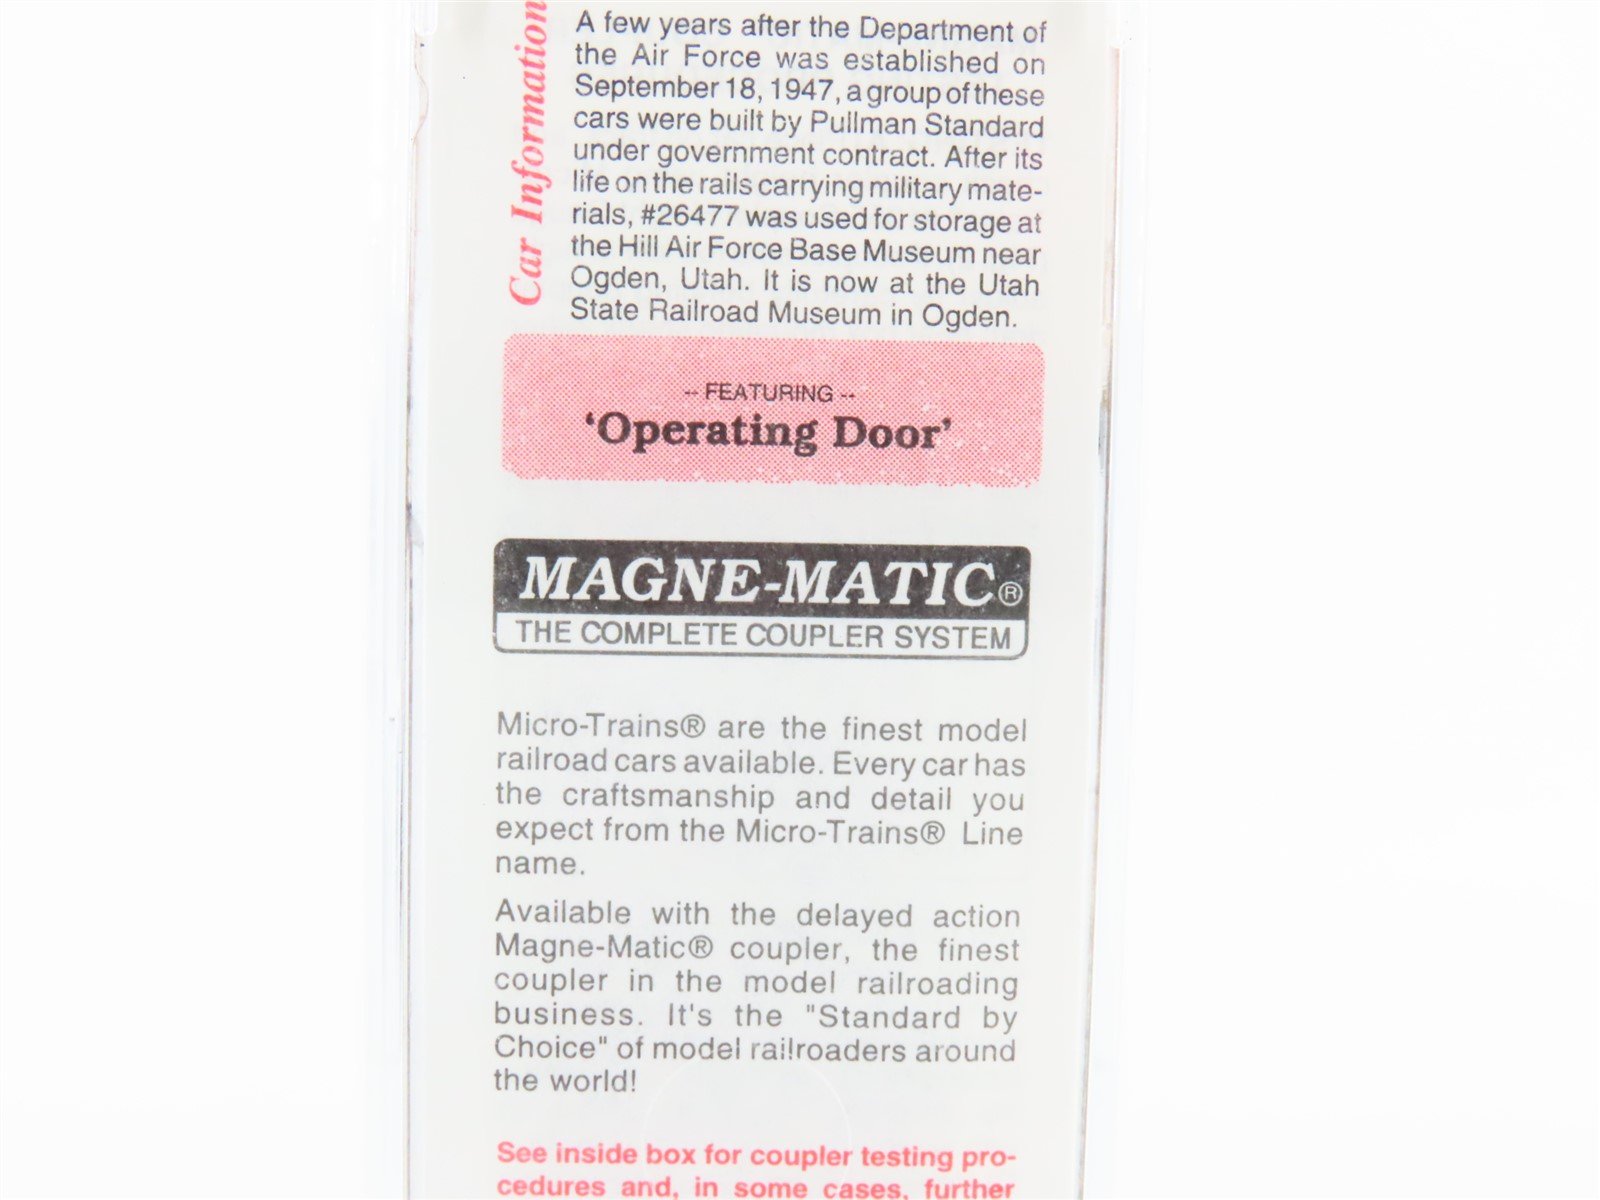 Car Information
A few years after the Department of
the Air Force was established on
September 18, 1947, a group of these
cars were built by Pullman Standard
under government contract. After its
life on the rails carrying military mate-
rials, #26477 was used for storage at
the Hill Air Force Base Museum near
Ogden, Utah. It is now at the Utah
State Railroad Museum in Ogden.
-- FEATURING --
'Operating Door'
MAGNE-MATIC®
THE COMPLETE COUPLER SYSTEM
Micro-Trains® are the finest model
railroad cars available. Every car has
the craftsmanship and detail you
expect from the Micro-Trains® Line
name.
Available with the delayed action
Magne-Matic® coupler, the finest
coupler in the model railroading
business. It's the "Standard by
Choice" of model railroaders around
the world!
See inside box for coupler testing pro-
cedures and, in some cases, further